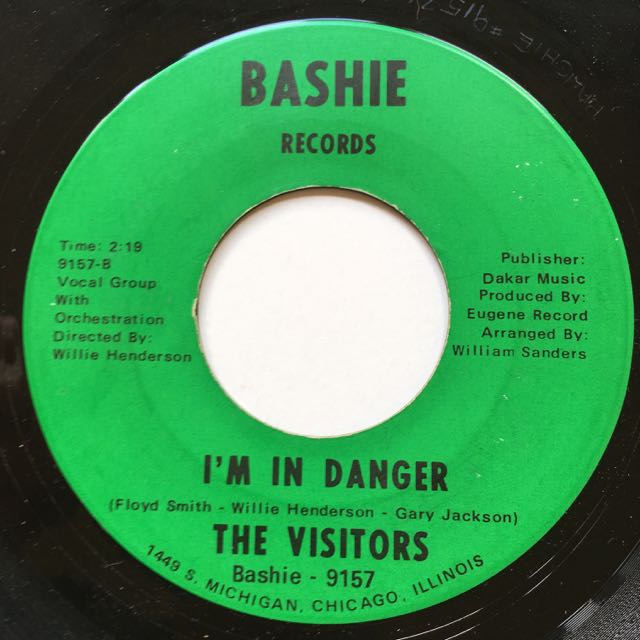 BASHIE
RECORDS
Time: 2:19
9157-B
Vocal Group
With
Orchestration
Directed By:
Willie Henderson
Publisher:
Dakar Music
Produced By:
Eugene Record
Arranged By:
William Sanders
I'M IN DANGER
(Floyd Smith - Willie Henderson - Gary Jackson)
THE VISITORS
Bashie - 9157
1449 S. MICHIGAN, CHICAGO, ILLINOIS